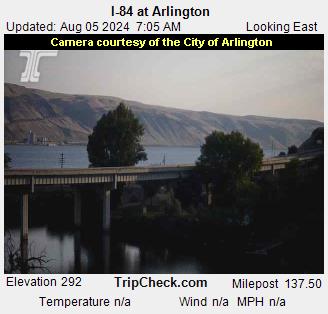 I-84 at Arlington
Updated: Aug 05 2024 7:05 AM Looking East
Camera courtesy of the City of Arlington
Elevation 292 TripCheck.com Milepost 137.50
Temperature n/a Wind n/a MPH n/a